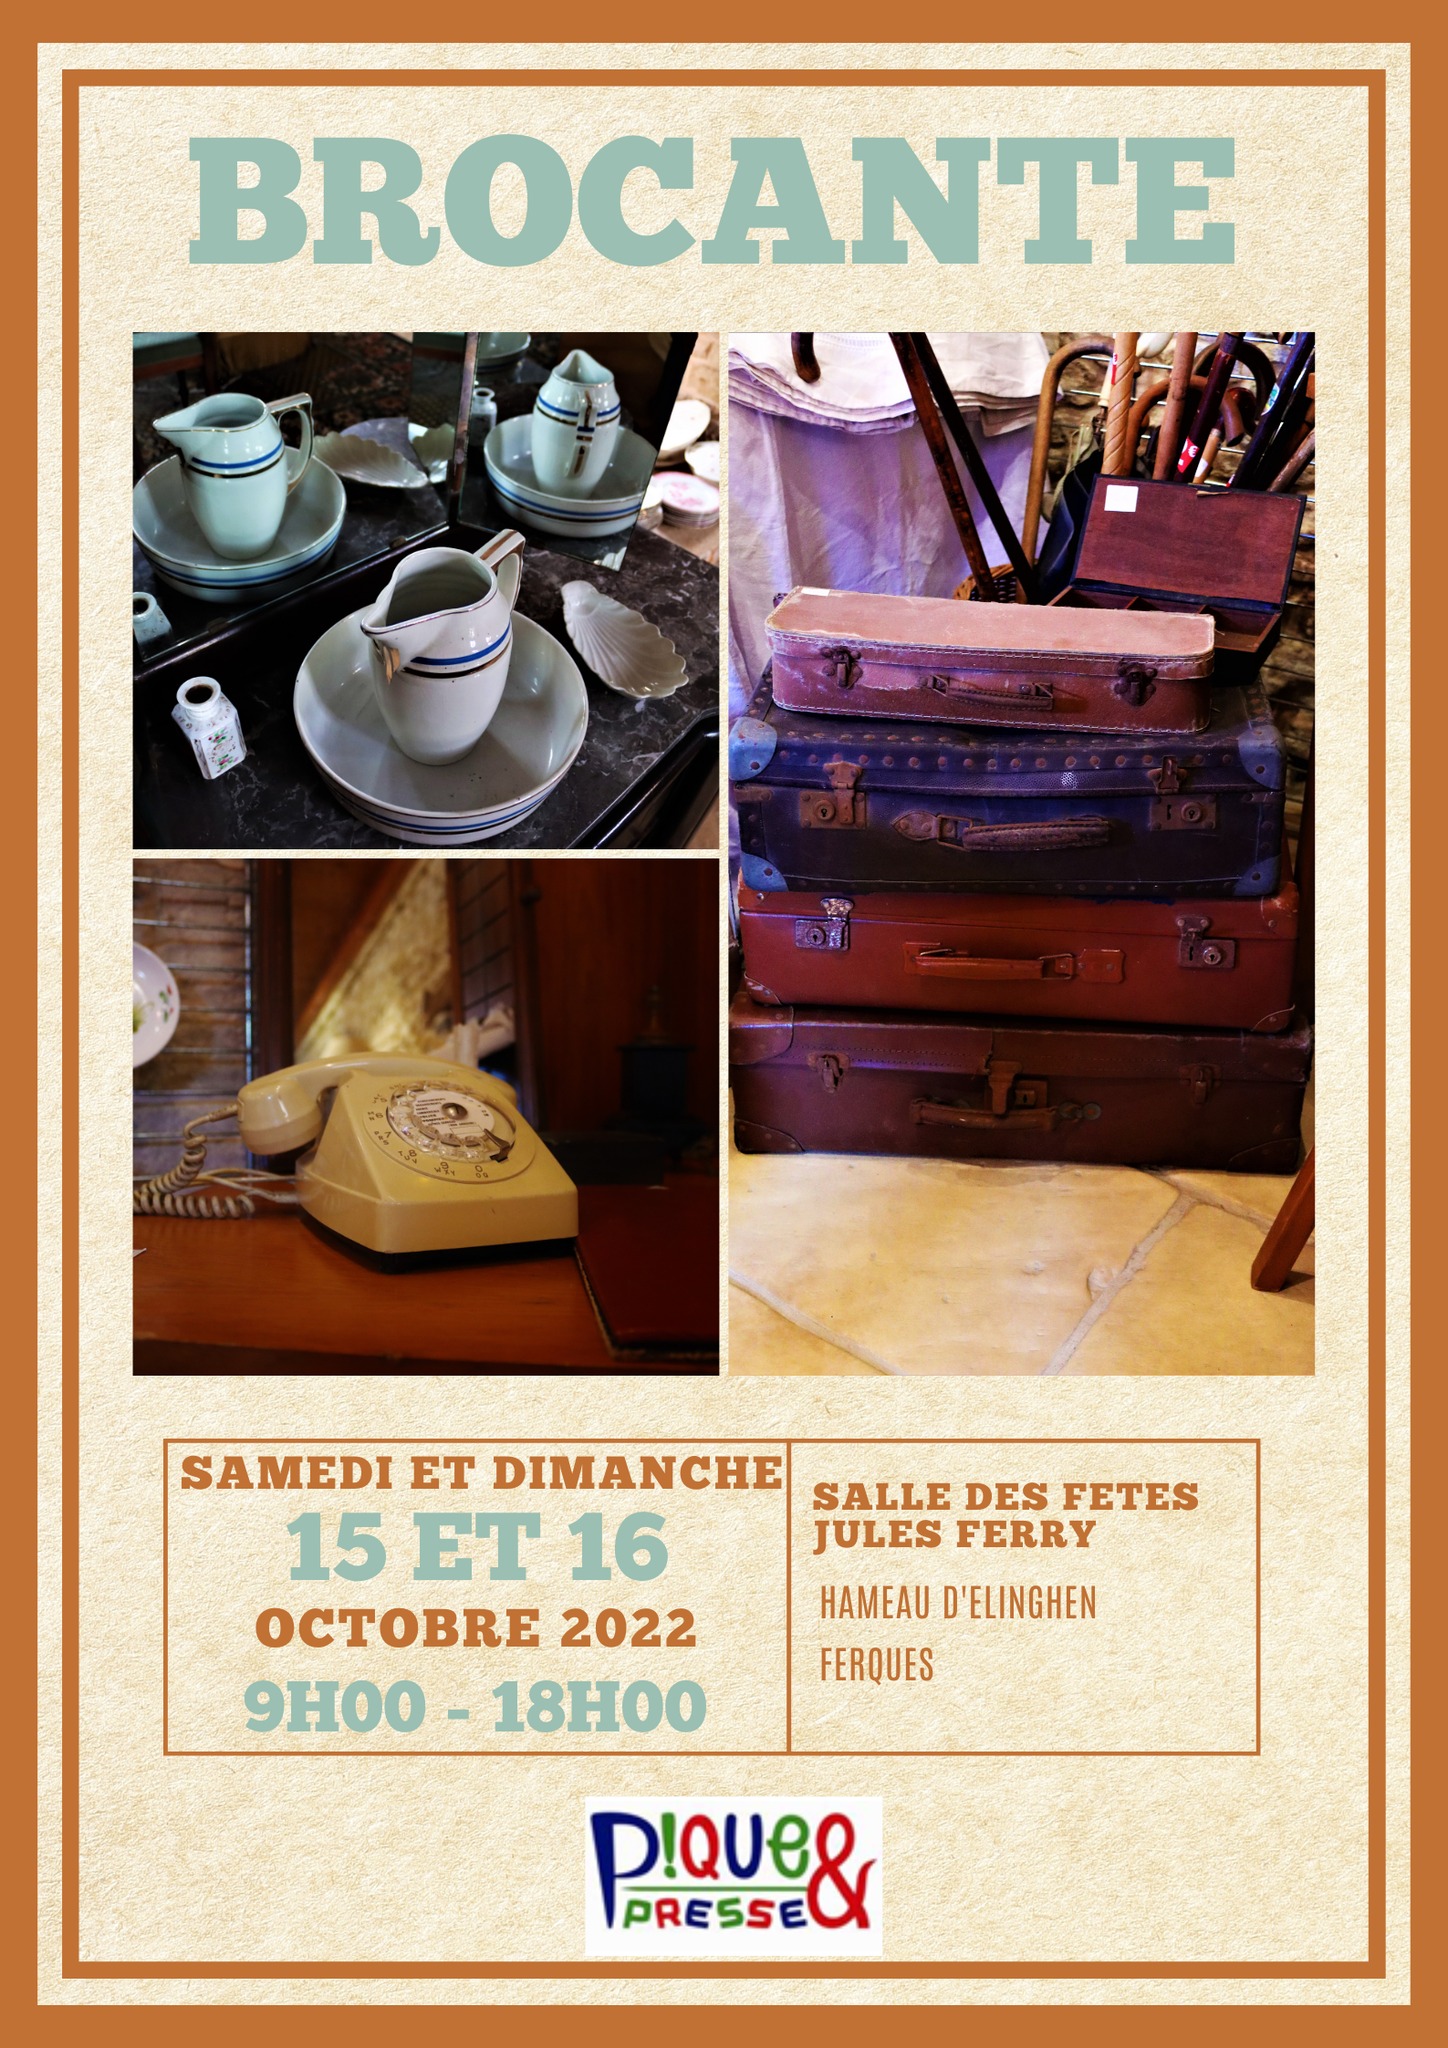 BROCANTE
SAMEDI ET DIMANCHE
15 ET 16
OCTOBRE 2022
9H00 - 18H00
SALLE DES FETES
JULES FERRY
HAMEAU D'ELINGHEN
FERQUES
P!QUE &
PRESSE